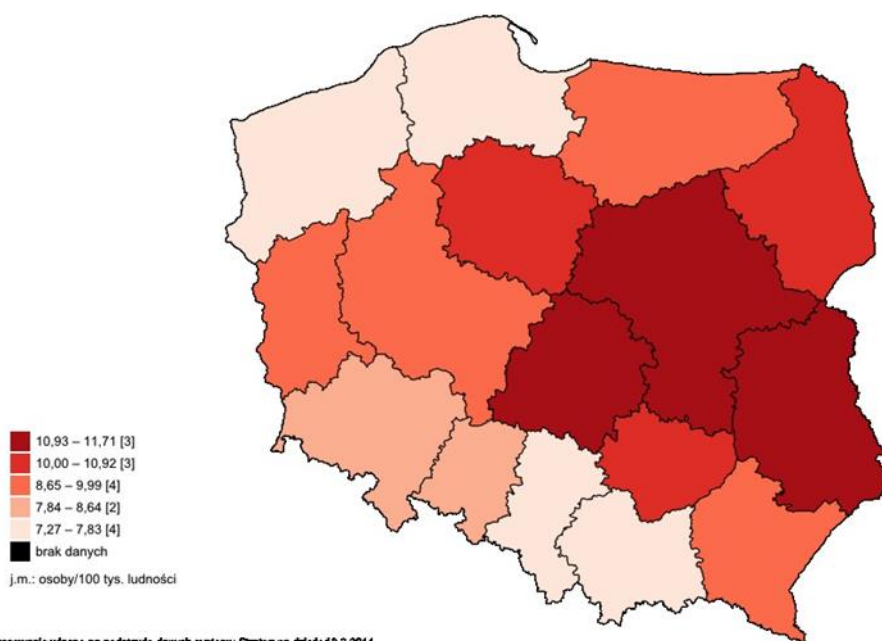 10,93 – 11,71 [3]
10,00 – 10,92 [3]
8,65 – 9,99 [4]
7,84 – 8,64 [2]
7,27 – 7,83 [4]
brak danych
j.m.: osoby/100 tys. ludności